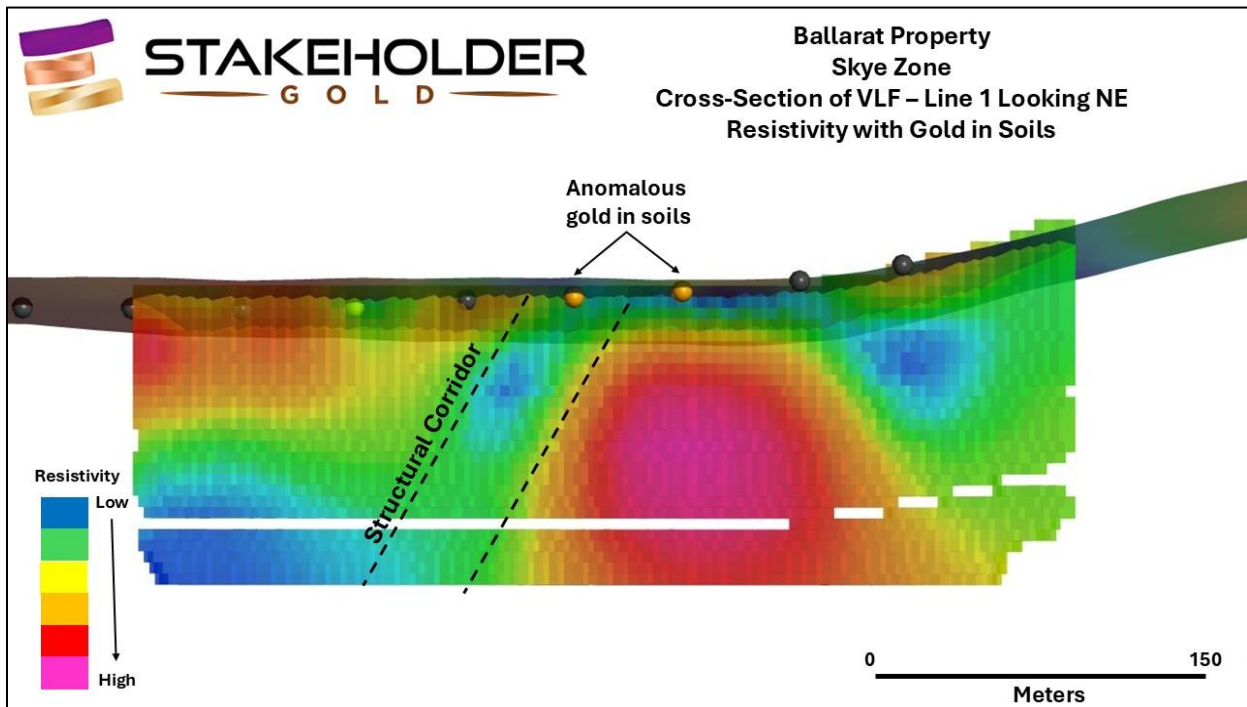 STAKEHOLDER
GOLD
Ballarat Property
Skye Zone
Cross-Section of VLF – Line 1 Looking NE
Resistivity with Gold in Soils
Anomalous
gold in soils
Structural Corridor
Resistivity
Low
High
0 150
Meters